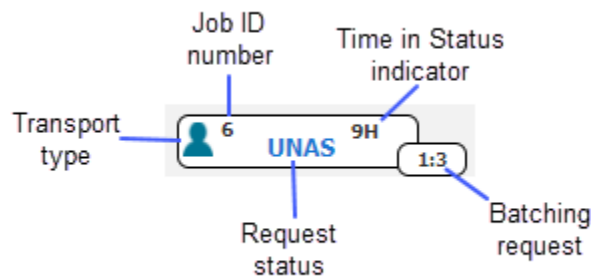 Job ID
number
Time in Status
indicator
Transport
type
6
9H
UNAS
1:3
Request
status
Batching
request